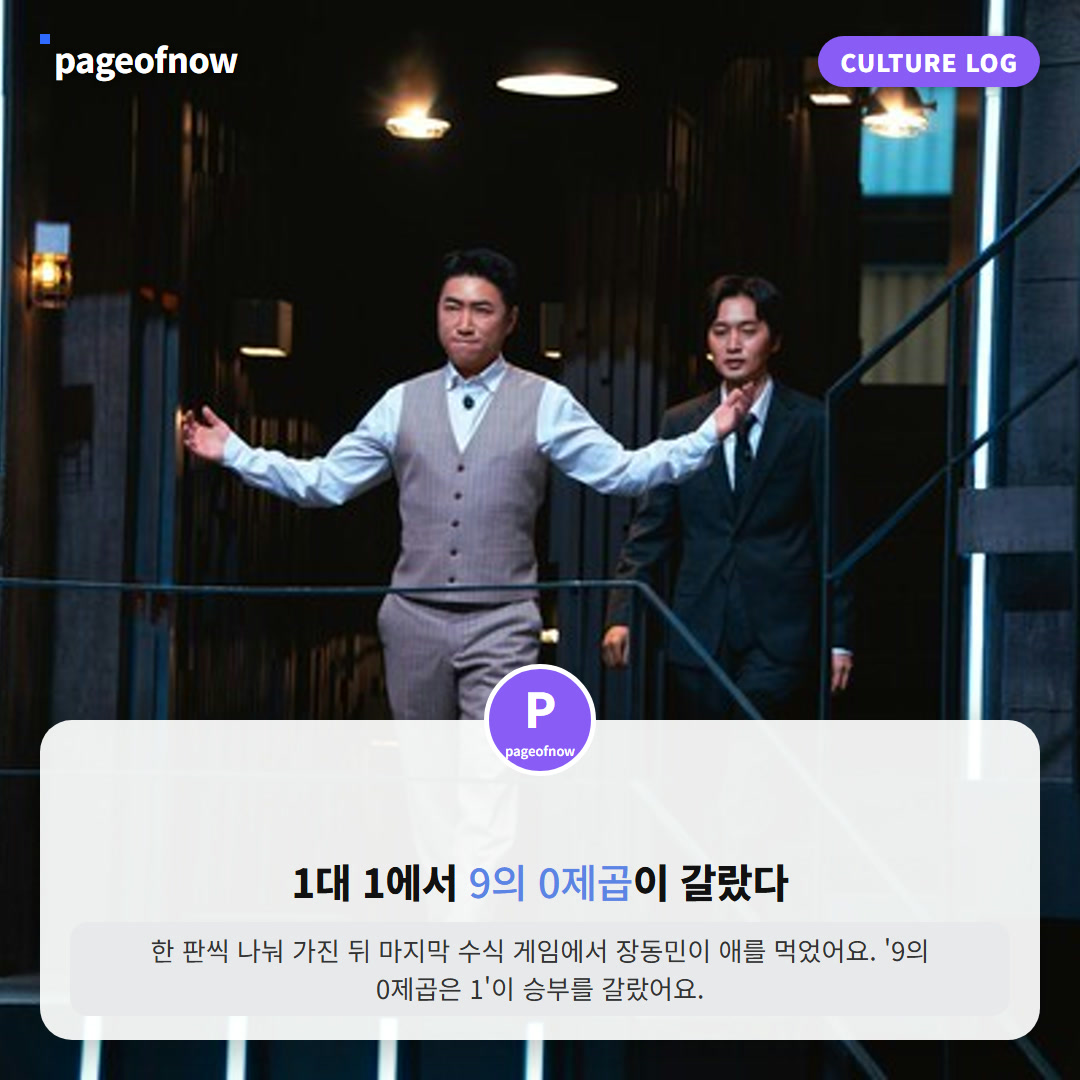 pageofnow
CULTURE LOG
P
pageofnow
1대 1에서 9의 0제곱이 갈랐다
한 판씩 나눠 가진 뒤 마지막 수식 게임에서 장동민이 애를 먹었어요. '9의
0제곱은 1'이 승부를 갈랐어요.